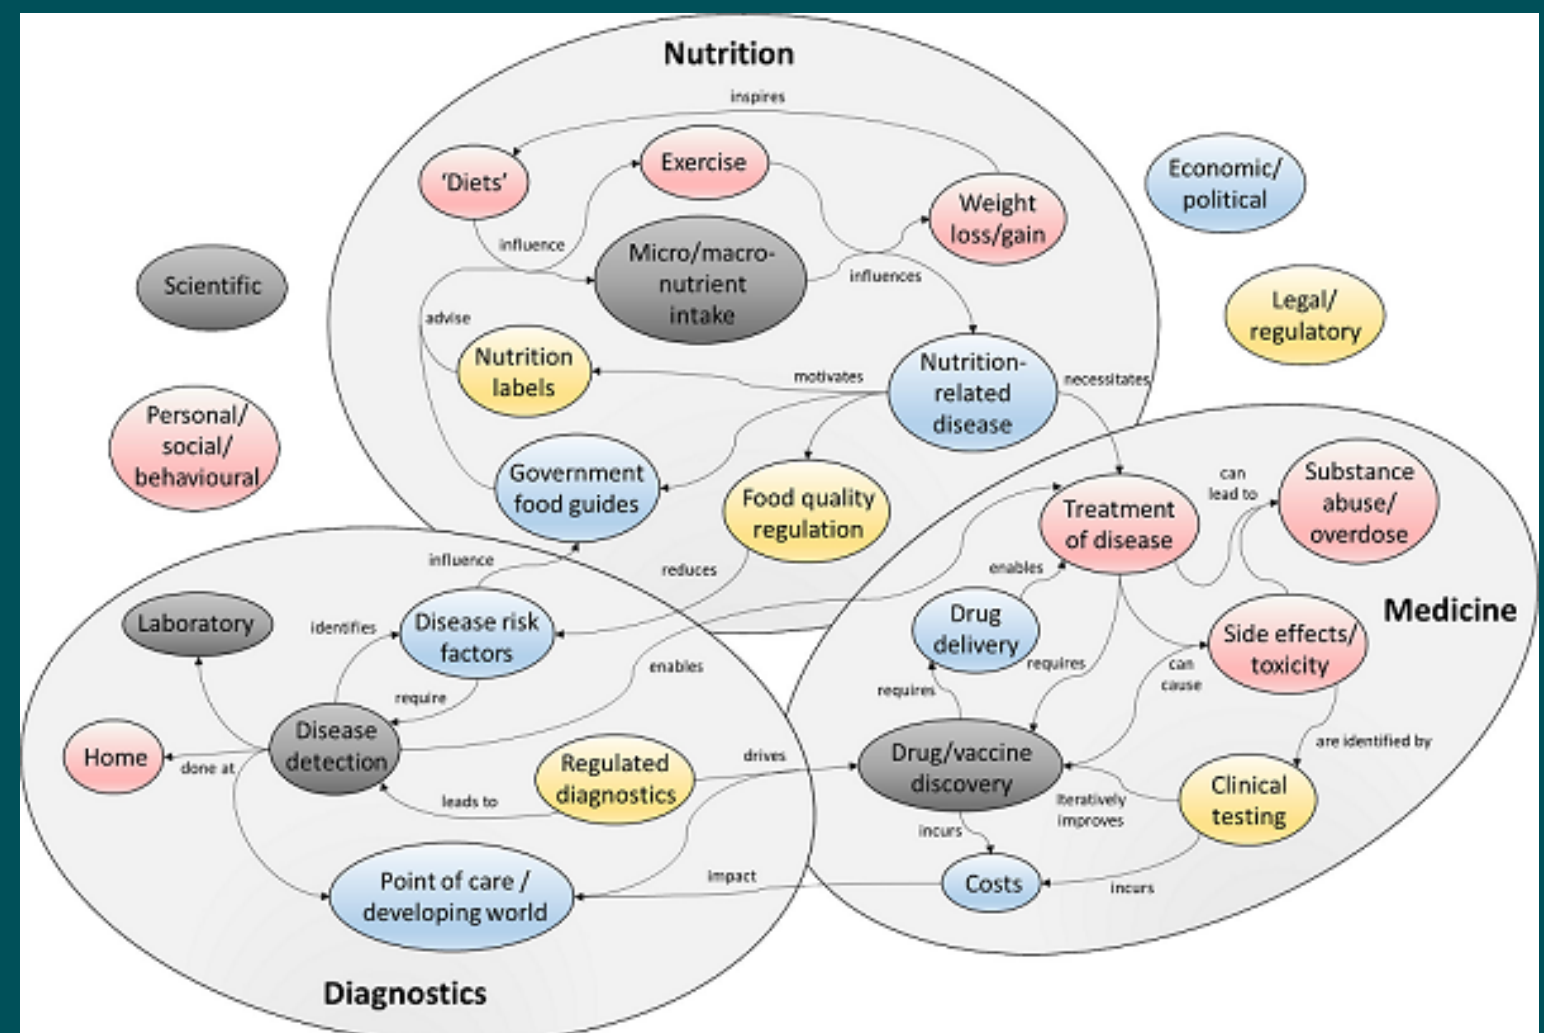 Nutrition
inspires
'Diets'
Exercise
Weight
loss/gain
Economic/
political
influence
Micro/macro-
nutrient
intake
influences
Scientific
Legal/
regulatory
advise
Nutrition
labels
motivates
Nutrition-
related
disease
necessitates
Personal/
social/
behavioural
Government
food guides
Food quality
regulation
Treatment
of disease
can
lead to
Substance
abuse/
overdose
influence
reduces
enables
Laboratory
identifies
Disease risk
factors
Drug
delivery
Medicine
Side effects/
toxicity
enables
requires
can
cause
require
requires
Home
done at
Disease
detection
Regulated
diagnostics
drives
Drug/vaccine
discovery
are identified by
Clinical
testing
leads to
Iteratively
improves
incurs
Point of care /
developing world
impact
Costs
incurs
Diagnostics